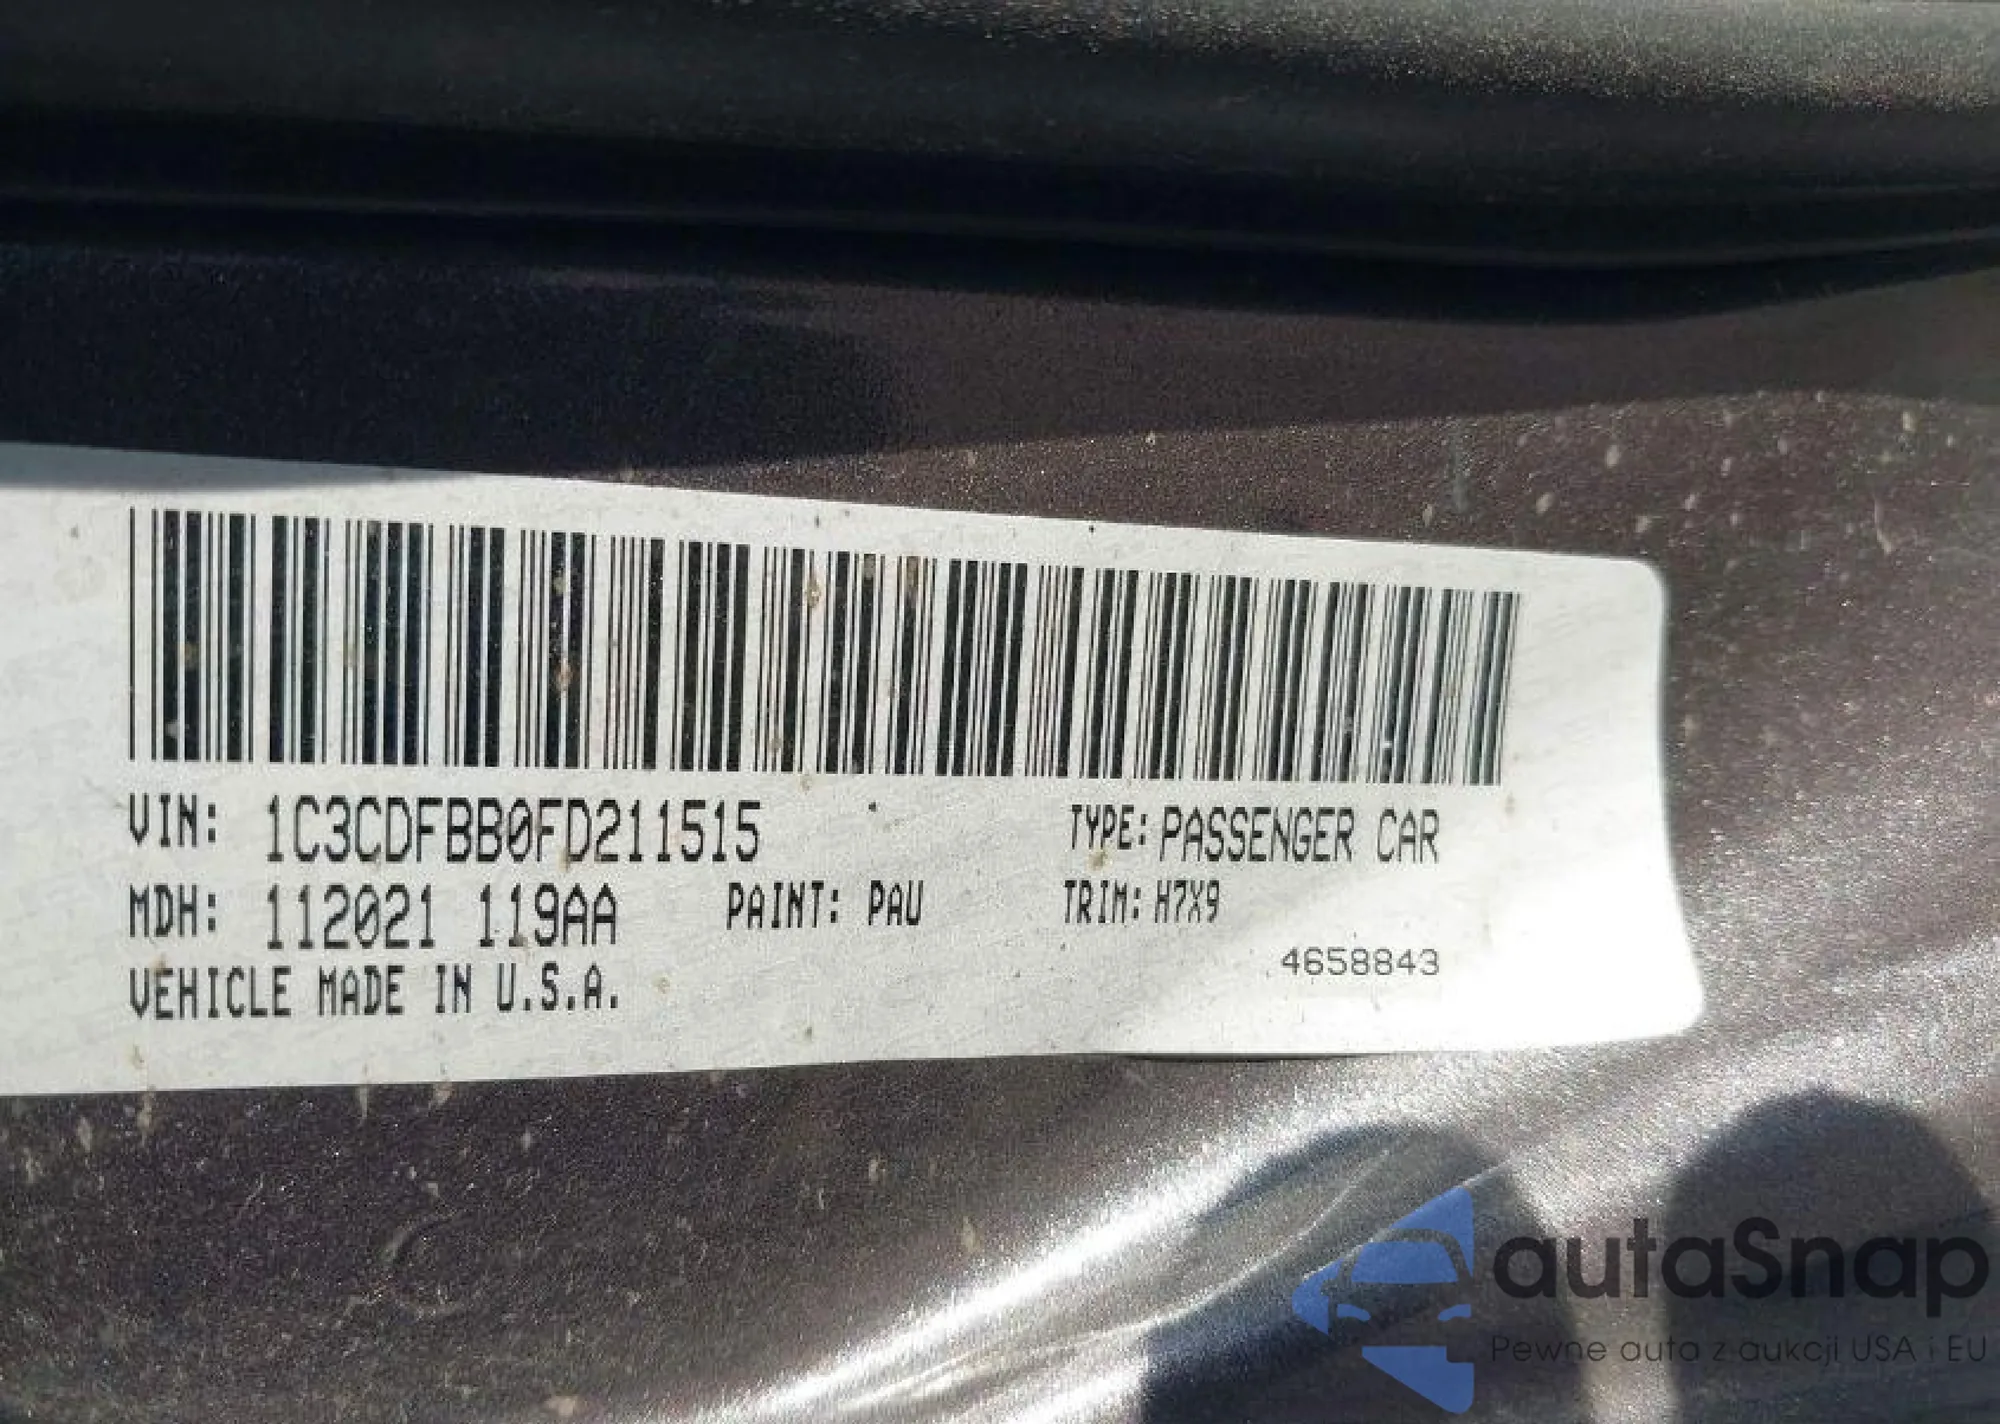 VIN: 1C3CDFBB0FD211515 TYPE: PASSENGER CAR
MDH: 112021 119AA PAINT: PAU TRIM: H7X9
4658843
VEHICLE MADE IN U.S.A.
autaSnap
Pewne auta z aukcji USA i EU